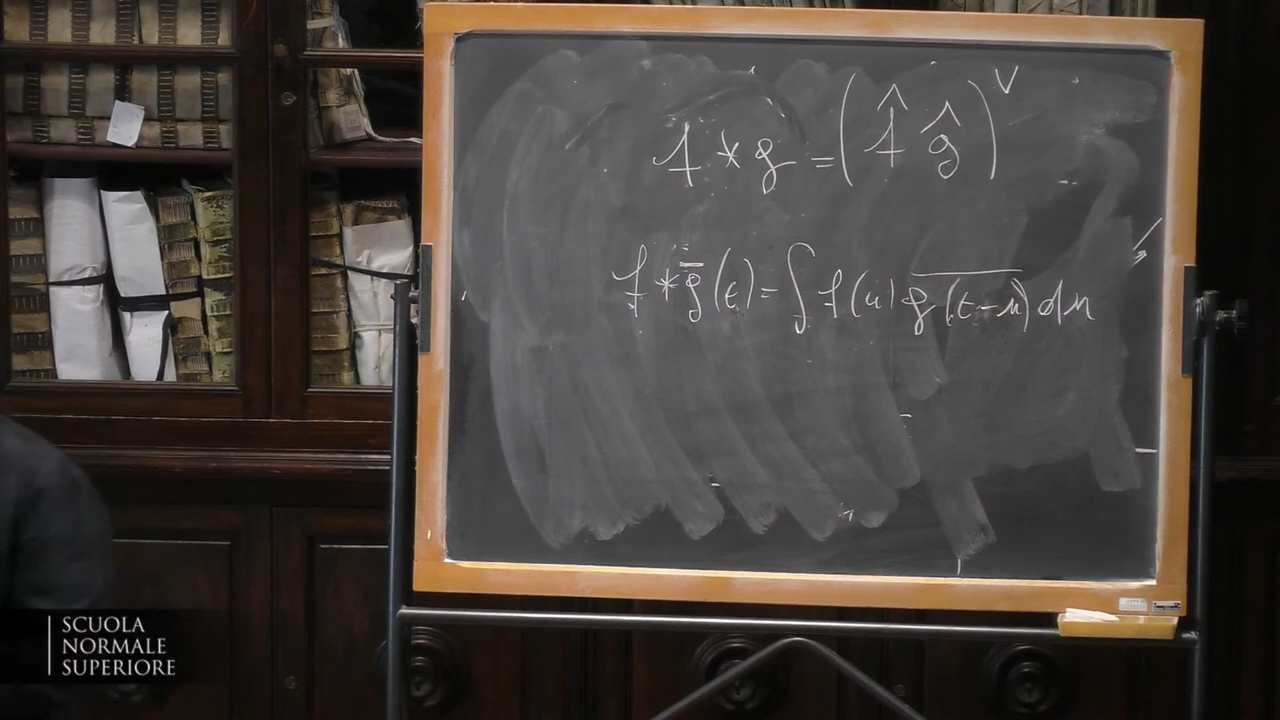 f * g = (f̂ ĝ)^∨
f * g̅(t) = ∫ f(u) \overline{g(t-u)} du
SCUOLA
NORMALE
SUPERIORE